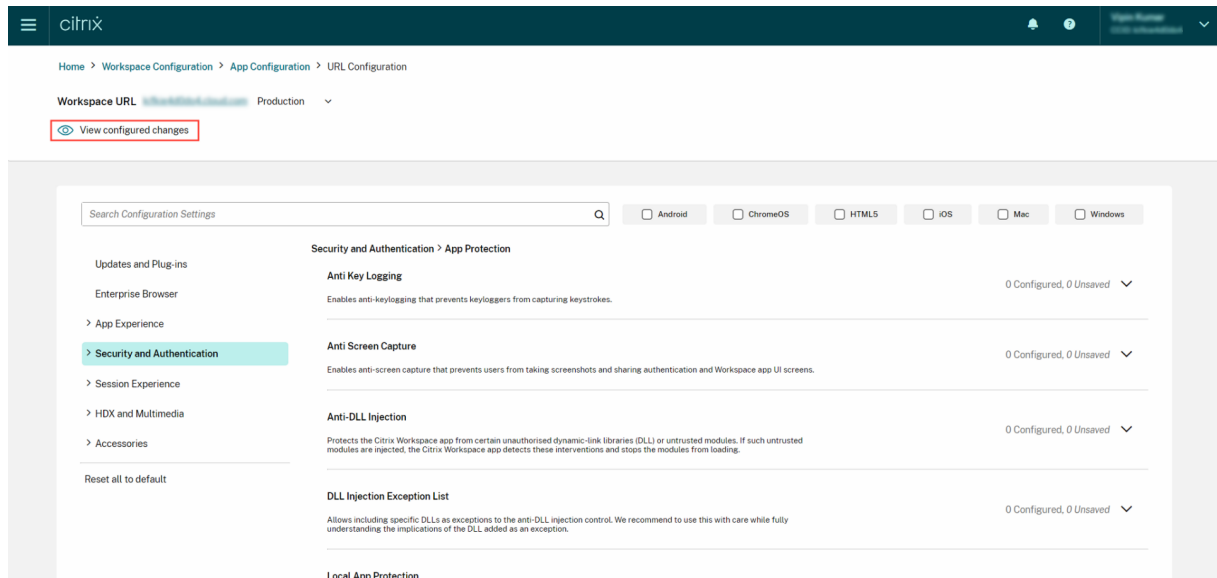 citrix
Home > Workspace Configuration > App Configuration > URL Configuration
Workspace URL Production
View configured changes
Search Configuration Settings
Android
ChromeOS
HTML5
iOS
Mac
Windows
Updates and Plug-ins
Enterprise Browser
> App Experience
> Security and Authentication
> Session Experience
> HDX and Multimedia
> Accessories
Reset all to default
Security and Authentication > App Protection
Anti Key Logging
Enables anti-keylogging that prevents keyloggers from capturing keystrokes.
0 Configured, 0 Unsaved
Anti Screen Capture
Enables anti-screen capture that prevents users from taking screenshots and sharing authentication and Workspace app UI screens.
0 Configured, 0 Unsaved
Anti-DLL Injection
Protects the Citrix Workspace app from certain unauthorised dynamic-link libraries (DLL) or untrusted modules. If such untrusted
modules are injected, the Citrix Workspace app detects these interventions and stops the modules from loading.
0 Configured, 0 Unsaved
DLL Injection Exception List
Allows including specific DLLs as exceptions to the anti-DLL injection control. We recommend to use this with care while fully
understanding the implications of the DLL added as an exception.
0 Configured, 0 Unsaved
Local App Protection